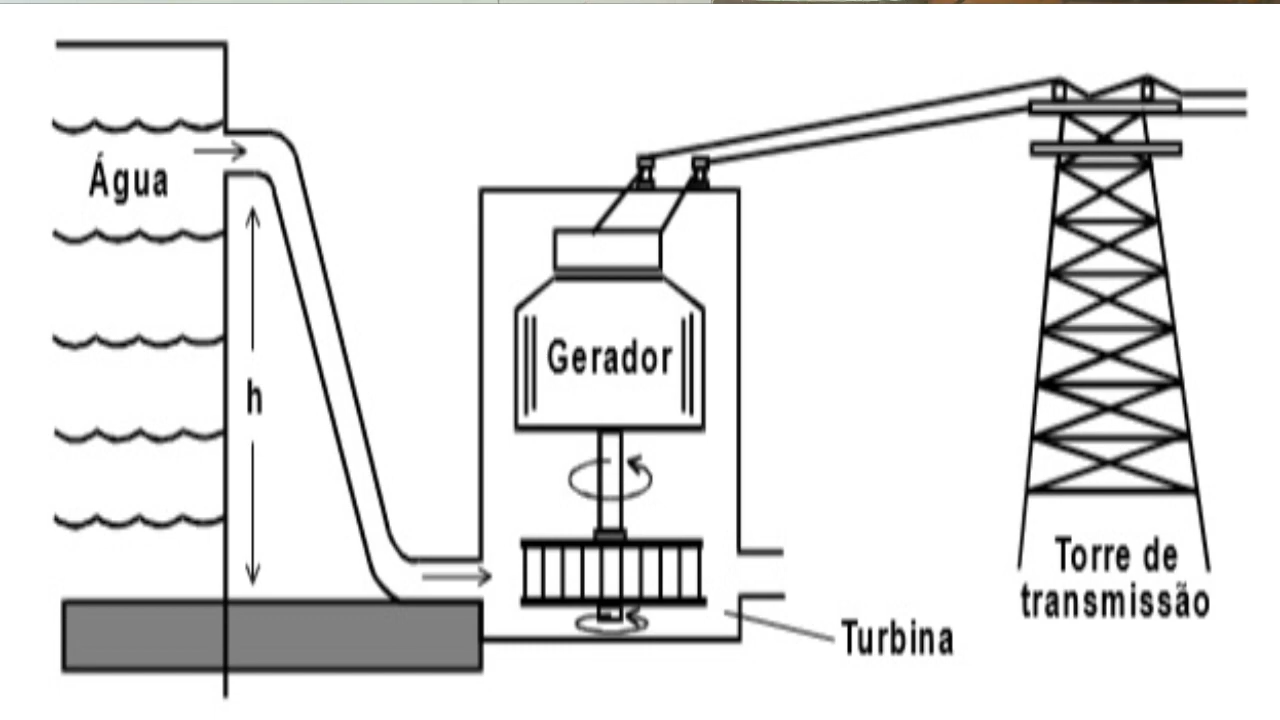 Água
h
Gerador
Torre de
transmissão
Turbina